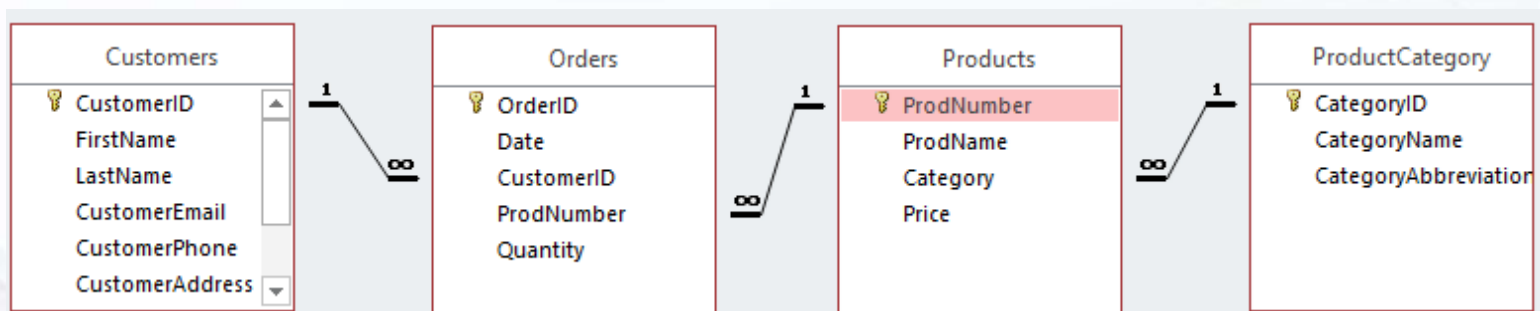 Customers
CustomerID
FirstName
LastName
CustomerEmail
CustomerPhone
CustomerAddress
1
∞
Orders
OrderID
Date
CustomerID
ProdNumber
Quantity
1
∞
Products
ProdNumber
ProdName
Category
Price
1
∞
ProductCategory
CategoryID
CategoryName
CategoryAbbreviation